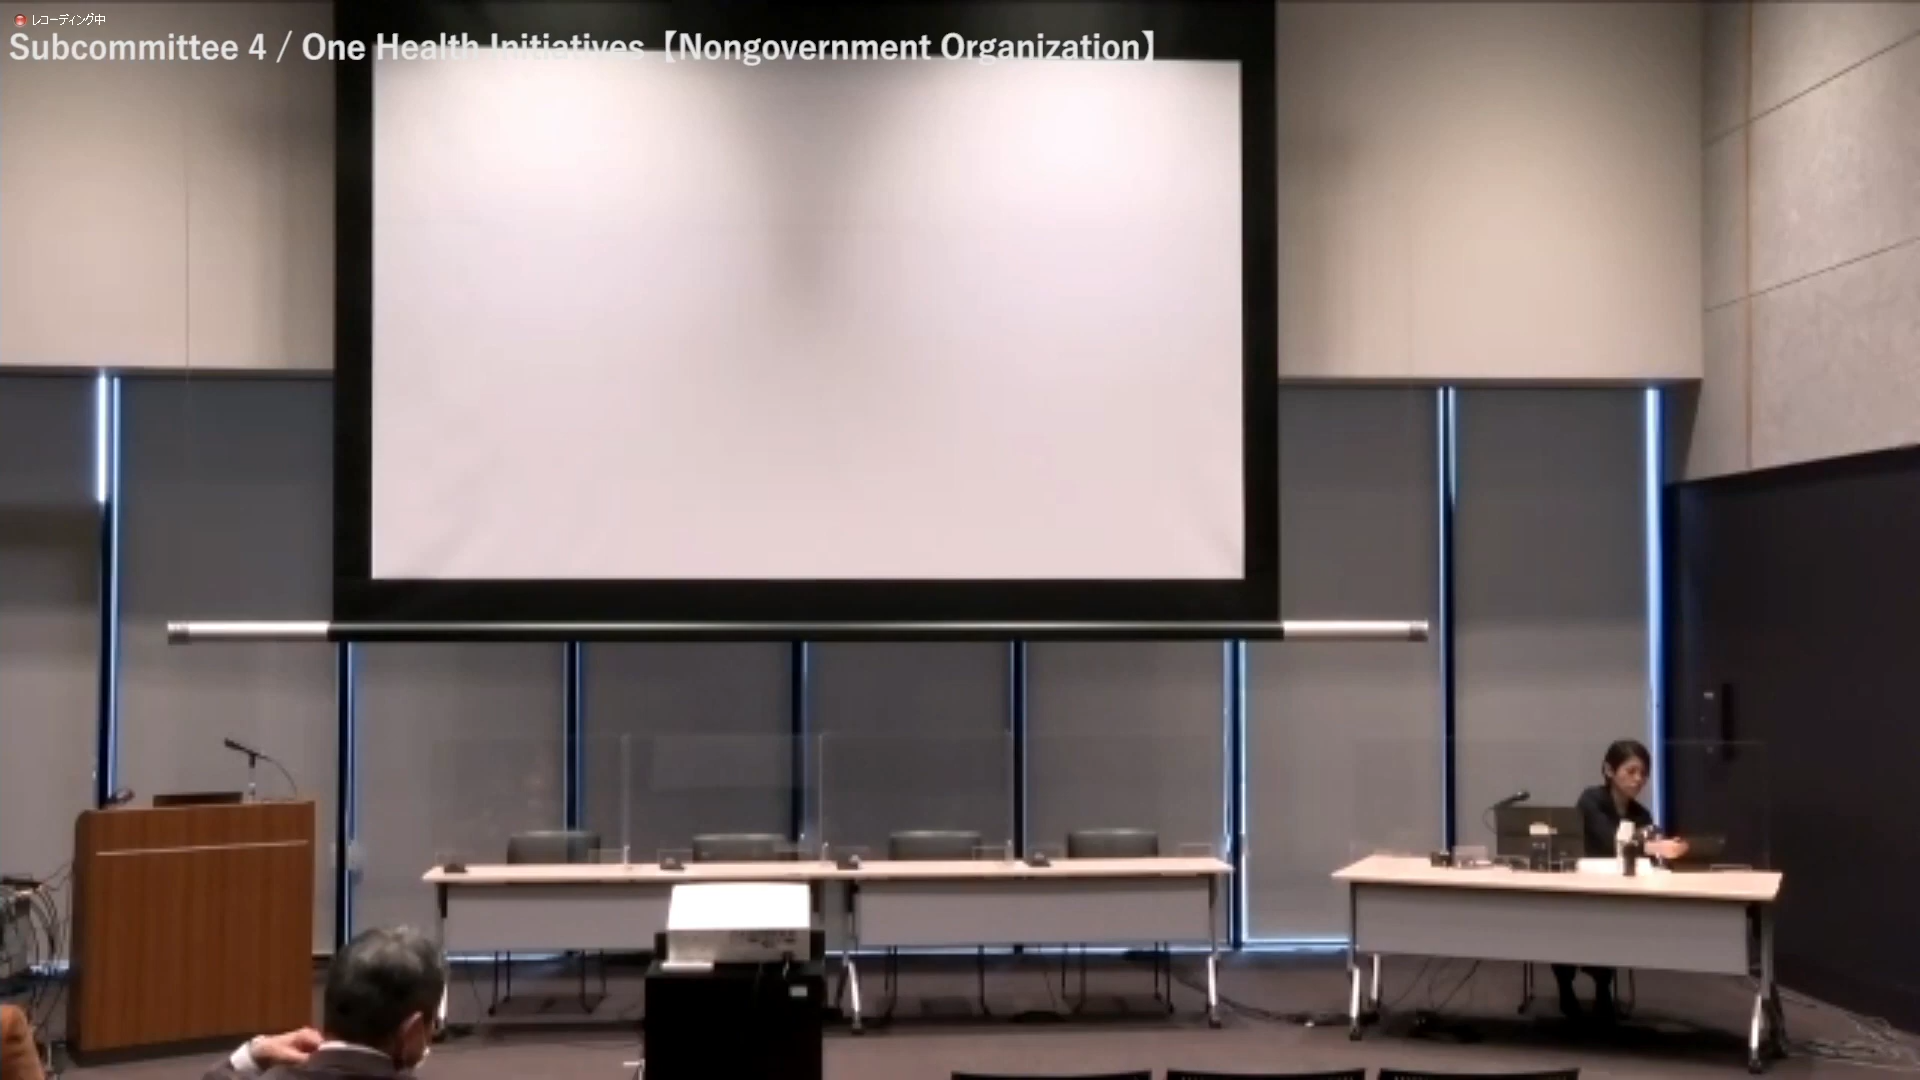 レコーディング中
Subcommittee 4 / One Health Initiatives【Nongovernment Organization】